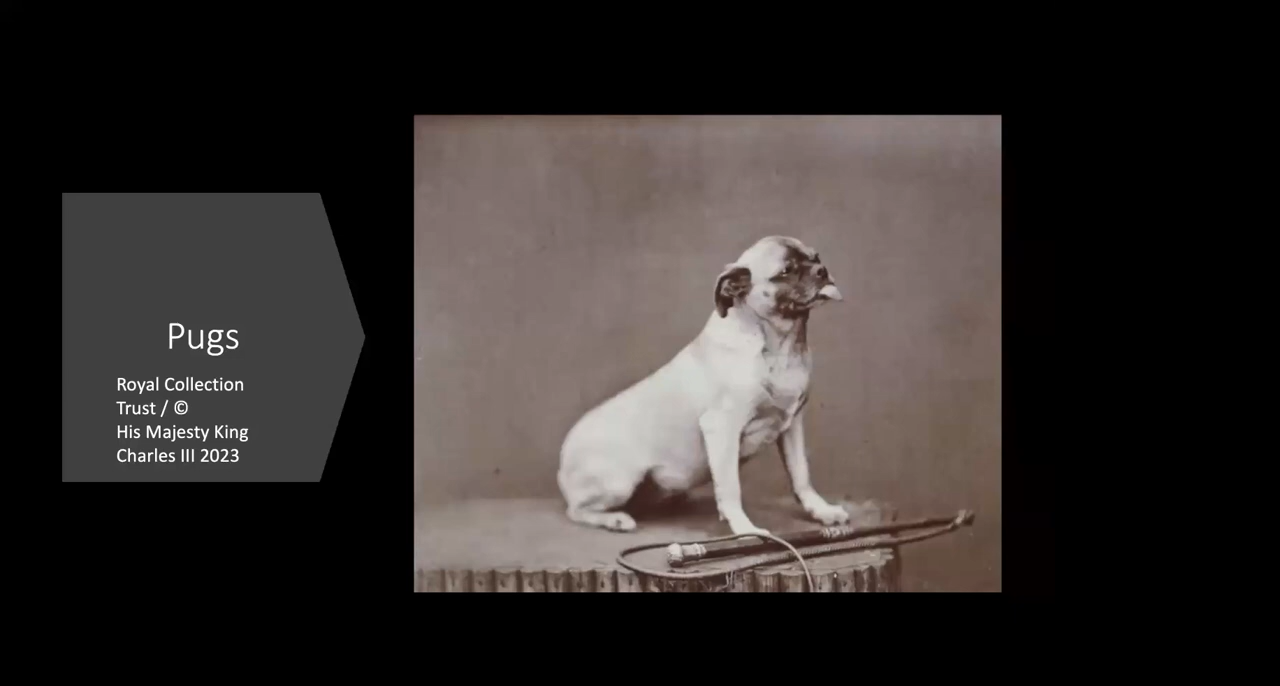 Pugs
Royal Collection
Trust / ©
His Majesty King
Charles III 2023